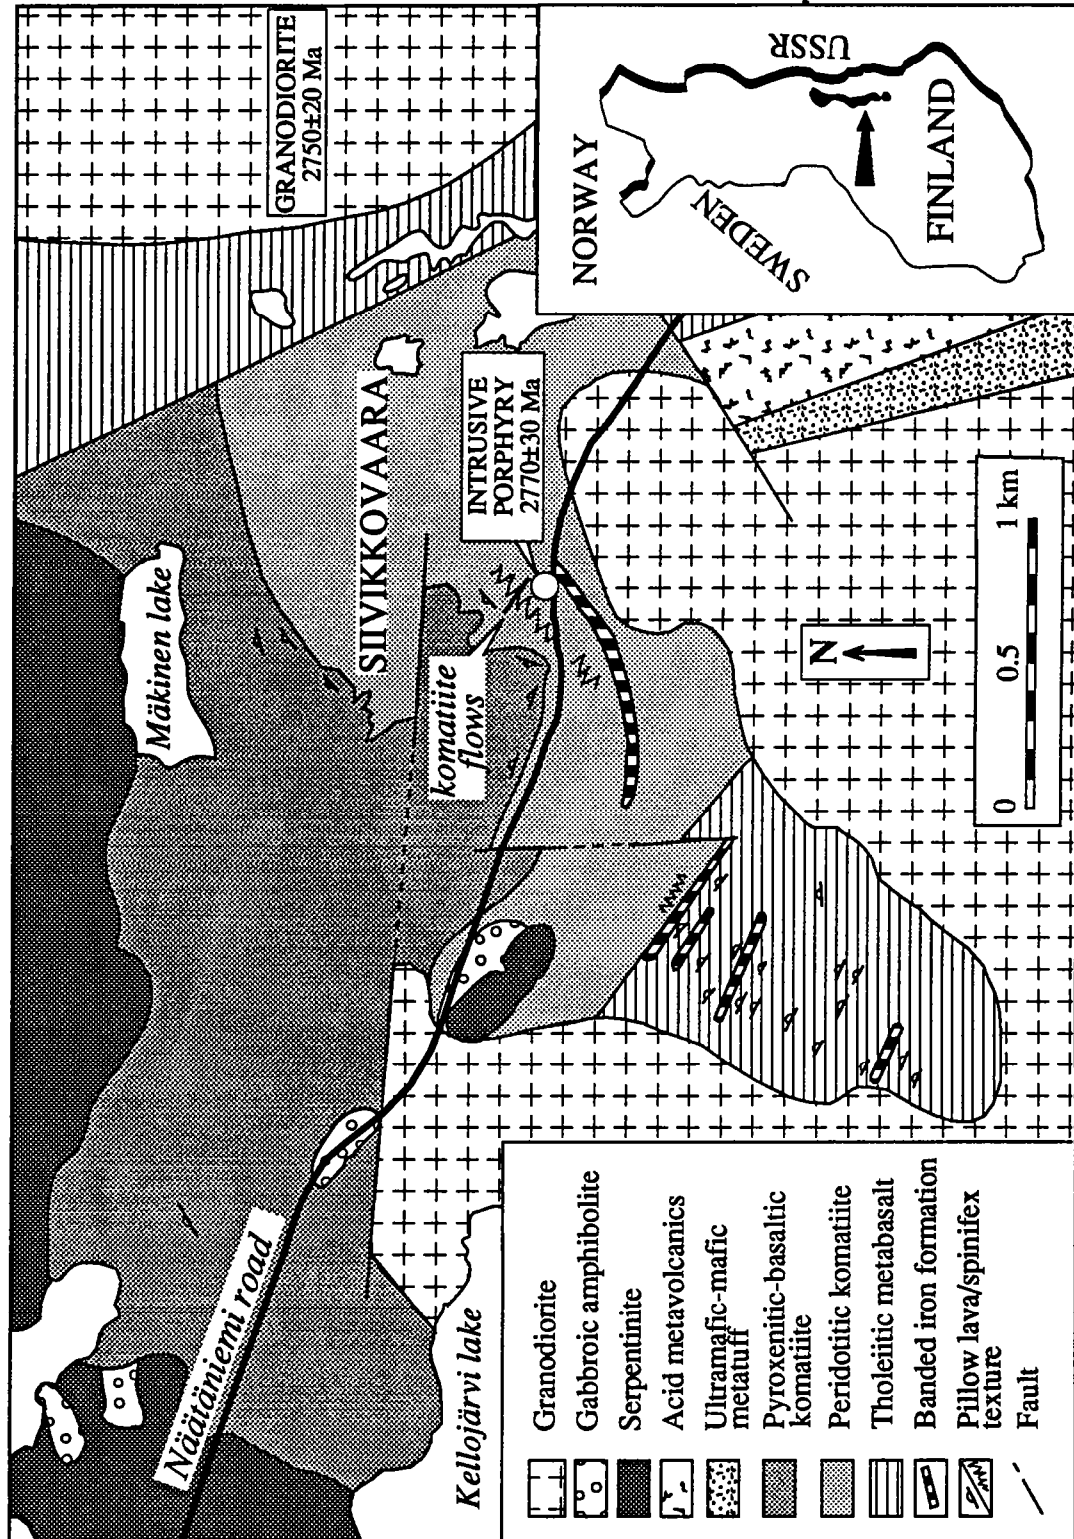 GRANODIORITE
2750±20 Ma
NORWAY
USSR
SWEDEN
FINLAND
SIIVIKKOVAARA
INTRUSIVE
PORPHYRY
2770±30 Ma
Mäkinen lake
komatiite
flows
N
0 0.5 1 km
Näätäniemi road
Kellojärvi lake
Granodiorite
Gabbroic amphibolite
Serpentinite
Acid metavolcanics
Ultramafic-mafic
metatuff
Pyroxenitic-basaltic
komatiite
Peridotitic komatiite
Tholeiitic metabasalt
Banded iron formation
Pillow lava/spinifex
texture
Fault